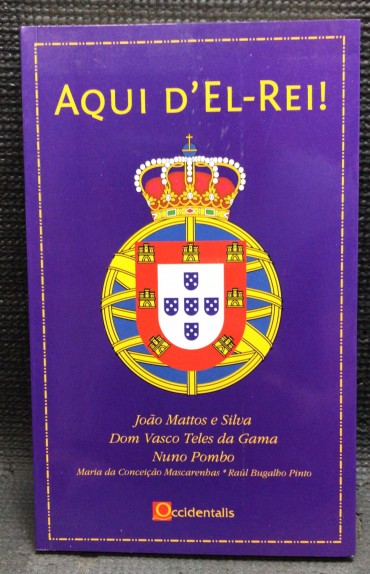 AQUI D'EL-REI!
João Mattos e Silva
Dom Vasco Teles da Gama
Nuno Pombo
Maria da Conceição Mascarenhas * Raúl Bugalho Pinto
Occidentalis